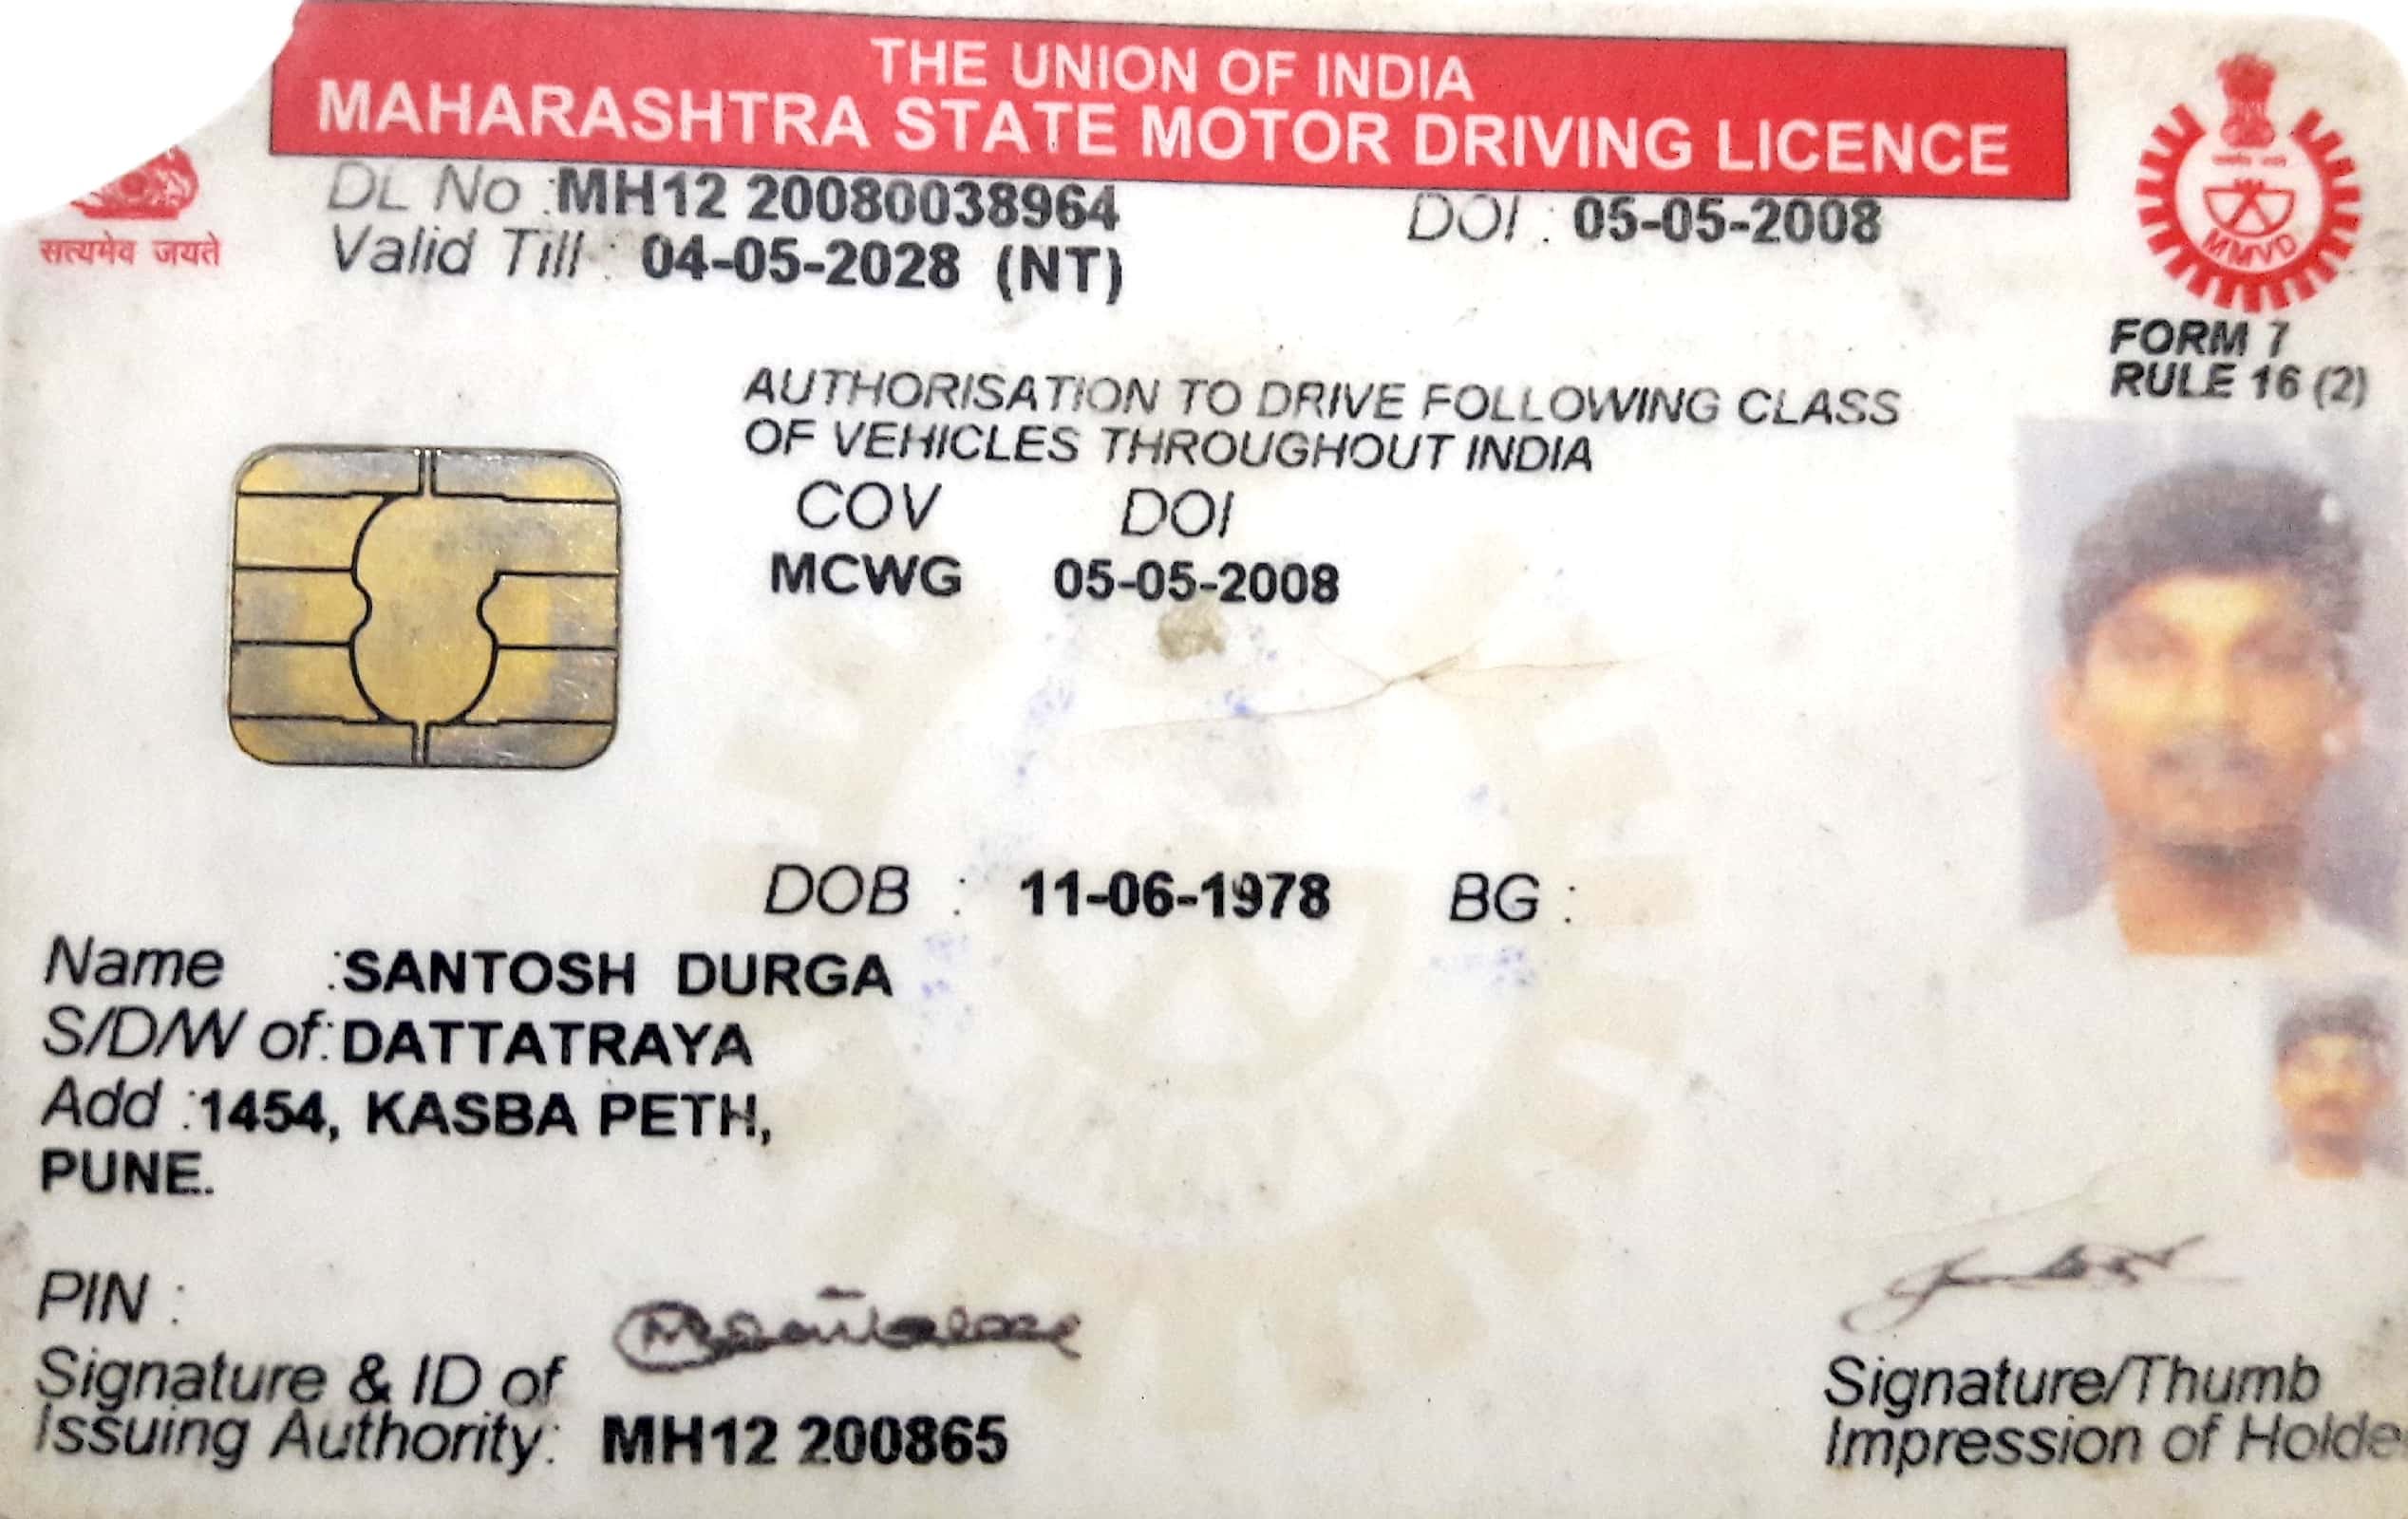 THE UNION OF INDIA
MAHARASHTRA STATE MOTOR DRIVING LICENCE
सत्यमेव जयते
DL No : MH12 20080038964 DOI : 05-05-2008
Valid Till : 04-05-2028 (NT)
MMVD
FORM 7
RULE 16 (2)
AUTHORISATION TO DRIVE FOLLOWING CLASS
OF VEHICLES THROUGHOUT INDIA
COV DOI
MCWG 05-05-2008
DOB : 11-06-1978 BG :
Name : SANTOSH DURGA
S/D/W of : DATTATRAYA
Add : 1454, KASBA PETH,
PUNE.
PIN :
Signature & ID of
Issuing Authority: MH12 200865
Signature/Thumb
Impression of Holde